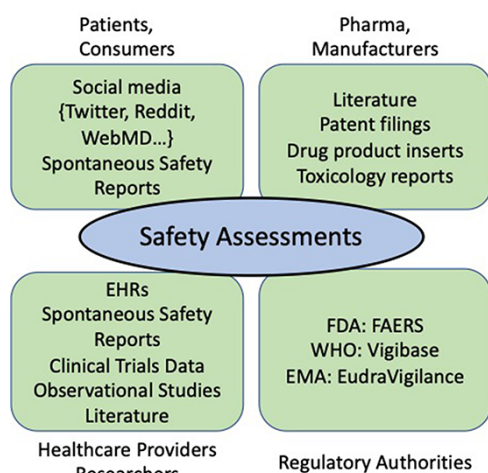 Patients,
Consumers
Social media
{Twitter, Reddit,
WebMD...}
Spontaneous Safety
Reports
Pharma,
Manufacturers
Literature
Patent filings
Drug product inserts
Toxicology reports
Safety Assessments
EHRs
Spontaneous Safety
Reports
Clinical Trials Data
Observational Studies
Literature
Healthcare Providers
Researchers
FDA: FAERS
WHO: Vigibase
EMA: EudraVigilance
Regulatory Authorities